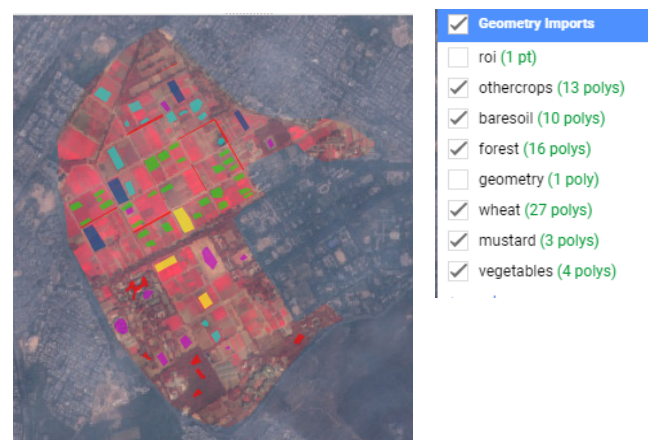 Geometry Imports
roi (1 pt)
othercrops (13 polys)
baresoil (10 polys)
forest (16 polys)
geometry (1 poly)
wheat (27 polys)
mustard (3 polys)
vegetables (4 polys)